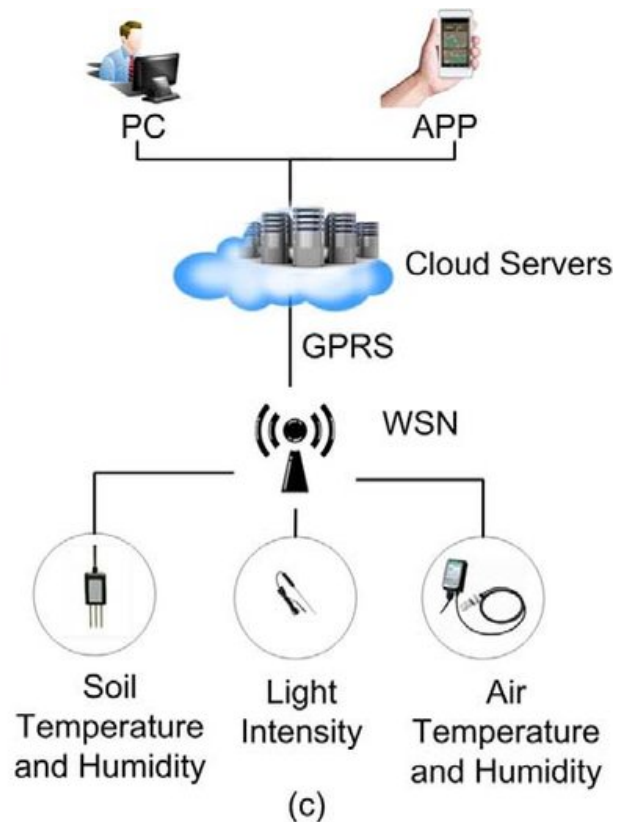 PC
APP
Cloud Servers
GPRS
WSN
Soil
Temperature
and Humidity
Light
Intensity
Air
Temperature
and Humidity
(c)